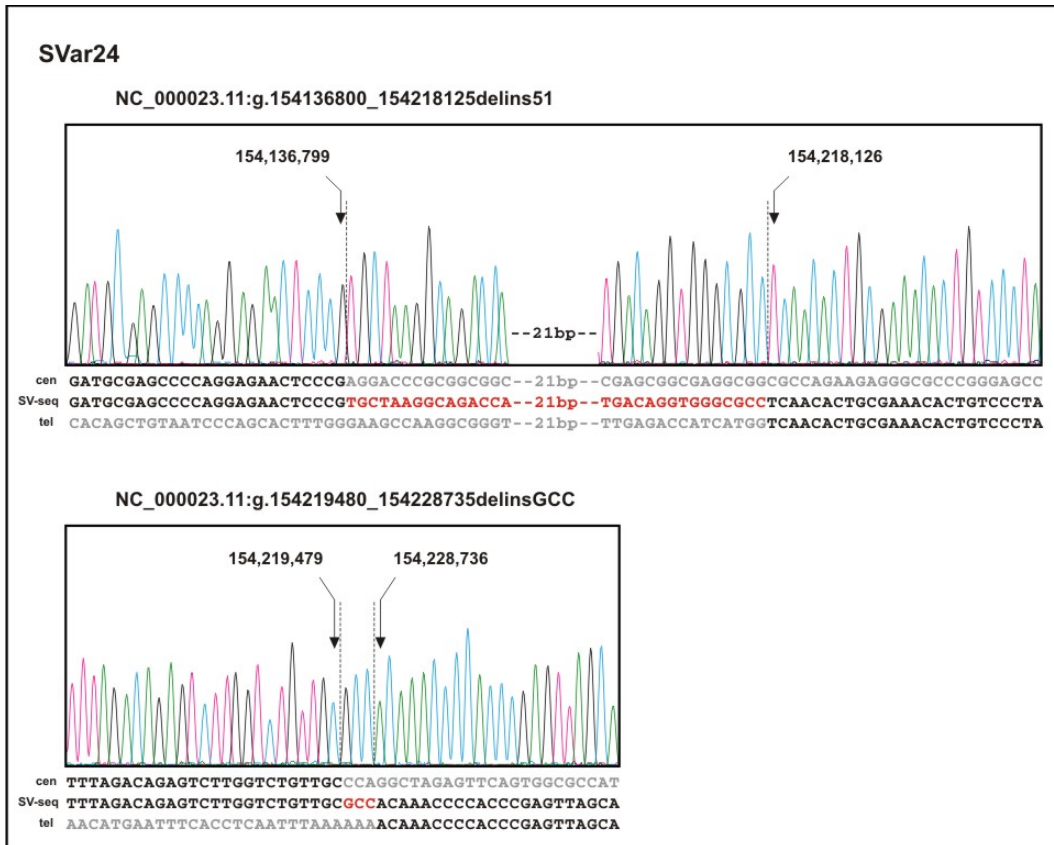 SVar24
NC_000023.11:g.154136800_154218125delins51
154,136,799 154,218,126
--21bp---
cen GATGCGAGCCCCAGGAGAACTCCCGAGGACCCGCGGCGGC--21bp--CGAGCGGCGAGGCGGCGCCAGAAGAGGGCGCCCGGGAGCC
SV-seq GATGCGAGCCCCAGGAGAACTCCCGTGCTAAGGCAGACCA--21bp--TGACAGGTGGGCGCCTCAACACTGCGAAACACTGTCCCTA
tel CACAGCTGTAATCCCAGCACTTTGGGAAGCCAAGGCGGGT--21bp--TTGAGACCATCATGGTCAACACTGCGAAACACTGTCCCTA
NC_000023.11:g.154219480_154228735delinsGCC
154,219,479 154,228,736
cen TTTAGACAGAGTCTTGGTCTGTTGCCCAGGCTAGAGTTCAGTGGCGCCAT
SV-seq TTTAGACAGAGTCTTGGTCTGTTGCGCCACAAACCCCACCCGAGTTAGCA
tel AACATGAATTTCACCTCAATTTAAAAAAACAAACCCCACCCGAGTTAGCA